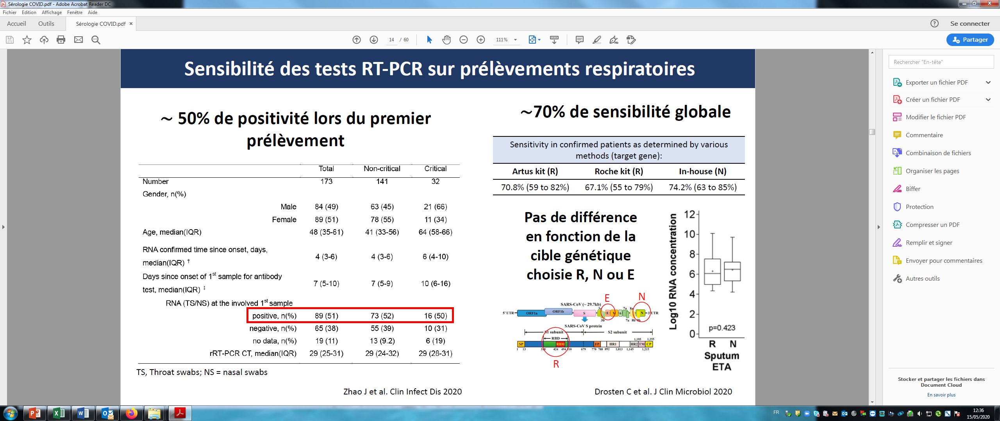 Sérologie COVID.pdf - Adobe Acrobat Reader DC
Fichier Edition Affichage Fenêtre Aide
Accueil Outils Sérologie COVID.pdf × Se connecter
14 / 60 111% Partager
Sensibilité des tests RT-PCR sur prélèvements respiratoires
~ 50% de positivité lors du premier
prélèvement
Total Non-critical Critical
Number 173 141 32
Gender, n(%)
Male 84 (49) 63 (45) 21 (66)
Female 89 (51) 78 (55) 11 (34)
Age, median(IQR) 48 (35-61) 41 (33-56) 64 (58-66)
RNA confirmed time since onset, days,
median(IQR) † 4 (3-6) 4 (3-6) 6 (4-10)
Days since onset of 1st sample for antibody
test, median(IQR) ‡ 7 (5-10) 7 (5-9) 10 (6-16)
RNA (TS/NS) at the involved 1st sample
positive, n(%) 89 (51) 73 (52) 16 (50)
negative, n(%) 65 (38) 55 (39) 10 (31)
no data, n(%) 19 (11) 13 (9.2) 6 (19)
rRT-PCR CT, median(IQR) 29 (25-31) 29 (24-32) 29 (28-31)
TS, Throat swabs; NS = nasal swabs
Zhao J et al. Clin Infect Dis 2020
~70% de sensibilité globale
Sensitivity in confirmed patients as determined by various
methods (target gene):
Artus kit (R) Roche kit (R) In-house (N)
70.8% (59 to 82%) 67.1% (55 to 79%) 74.2% (63 to 85%)
Pas de différence
en fonction de la
cible génétique
choisie R, N ou E
E N
SARS-CoV (~ 29.7kb)
3a 7a 8a
5' UTR ORF1a ORF1b S E M 6 N 3'UTR
3b 7a 8b 9b
SARS-CoV S protein
S1 subunit S2 subunit
RBD 1,195 1,255
SP RBM FP HR1 HR2 TM CP
1 13 318 424 494 510 679 770 788 892 1,013 1,145 1,215
R
Log10 RNA concentration
12
10
8
6
4
2
0
p=0.423
R N
Sputum
ETA
Drosten C et al. J Clin Microbiol 2020
Rechercher "En-tête"
Exporter un fichier PDF
Créer un fichier PDF
Modifier le fichier PDF
Commentaire
Combinaison de fichiers
Organiser les pages
Biffer
Protection
Compresser un PDF
Remplir et signer
Envoyer pour commentaires
Autres outils
Stocker et partager les fichiers dans
Document Cloud
En savoir plus
FR
12:36
15/05/2020